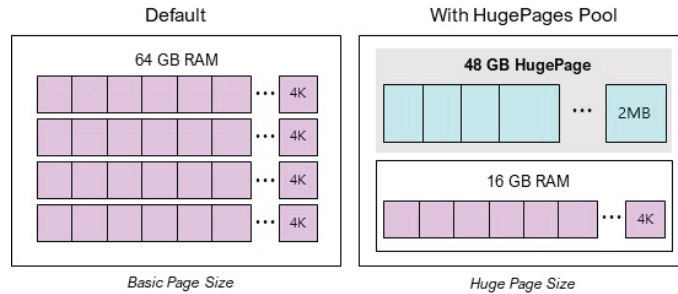 Default
64 GB RAM
4K
4K
4K
4K
Basic Page Size
With HugePages Pool
48 GB HugePage
2MB
16 GB RAM
4K
Huge Page Size